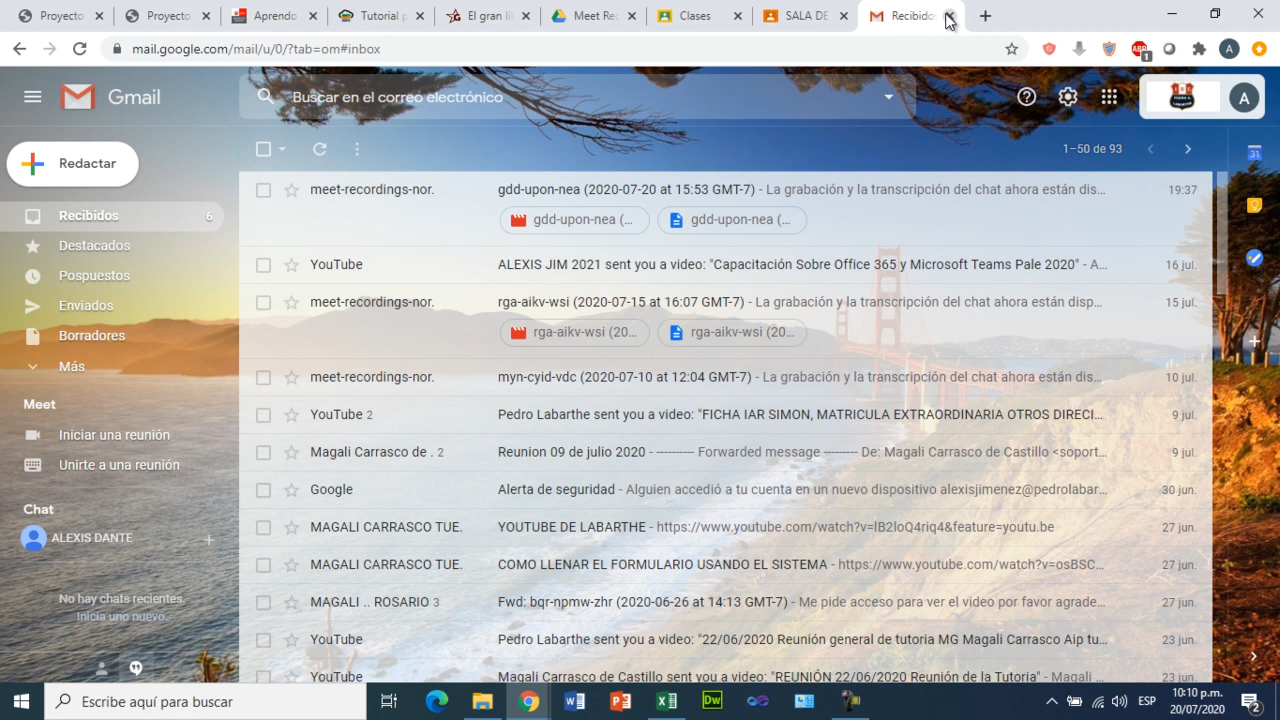 Proyecto
Proyecto
Aprendo
Tutorial p
El gran li
Meet Rec
Clases
SALA DE
Recibidos
mail.google.com/mail/u/0/?tab=om#inbox
ABP
1
A
Gmail
Buscar en el correo electrónico
A
Redactar
1–50 de 93
31
Recibidos 6
Destacados
Pospuestos
Enviados
Borradores
Más
Meet
Iniciar una reunión
Unirte a una reunión
Chat
ALEXIS DANTE
No hay chats recientes.
Inicia uno nuevo.
meet-recordings-nor. gdd-upon-nea (2020-07-20 at 15:53 GMT-7) - La grabación y la transcripción del chat ahora están dis... 19:37
gdd-upon-nea (... gdd-upon-nea (...
YouTube ALEXIS JIM 2021 sent you a video: "Capacitación Sobre Office 365 y Microsoft Teams Pale 2020" - A... 16 jul.
meet-recordings-nor. rga-aikv-wsi (2020-07-15 at 16:07 GMT-7) - La grabación y la transcripción del chat ahora están disp... 15 jul.
rga-aikv-wsi (20... rga-aikv-wsi (20...
meet-recordings-nor. myn-cyid-vdc (2020-07-10 at 12:04 GMT-7) - La grabación y la transcripción del chat ahora están dis... 10 jul.
YouTube 2 Pedro Labarthe sent you a video: "FICHA IAR SIMON, MATRICULA EXTRAORDINARIA OTROS DIRECI... 9 jul.
Magali Carrasco de . 2 Reunion 09 de julio 2020 - ---------- Forwarded message --------- De: Magali Carrasco de Castillo <soport... 9 jul.
Google Alerta de seguridad - Alguien accedió a tu cuenta en un nuevo dispositivo alexisjimenez@pedrolabar... 30 jun.
MAGALI CARRASCO TUE. YOUTUBE DE LABARTHE - https://www.youtube.com/watch?v=lB2loQ4riq4&feature=youtu.be 27 jun.
MAGALI CARRASCO TUE. COMO LLENAR EL FORMULARIO USANDO EL SISTEMA - https://www.youtube.com/watch?v=osBSC... 27 jun.
MAGALI .. ROSARIO 3 Fwd: bqr-npmw-zhr (2020-06-26 at 14:13 GMT-7) - Me pide acceso para ver el video por favor agrade... 27 jun.
YouTube Pedro Labarthe sent you a video: "22/06/2020 Reunión general de tutoria MG Magali Carrasco Aip tu... 23 jun.
YouTube Magali Carrasco de Castillo sent you a video: "REUNIÓN 22/06/2020 Reunión de la Tutoria" - Magali ... 23 jun.
Escribe aquí para buscar
Dw
ESP
10:10 p.m.
20/07/2020
2